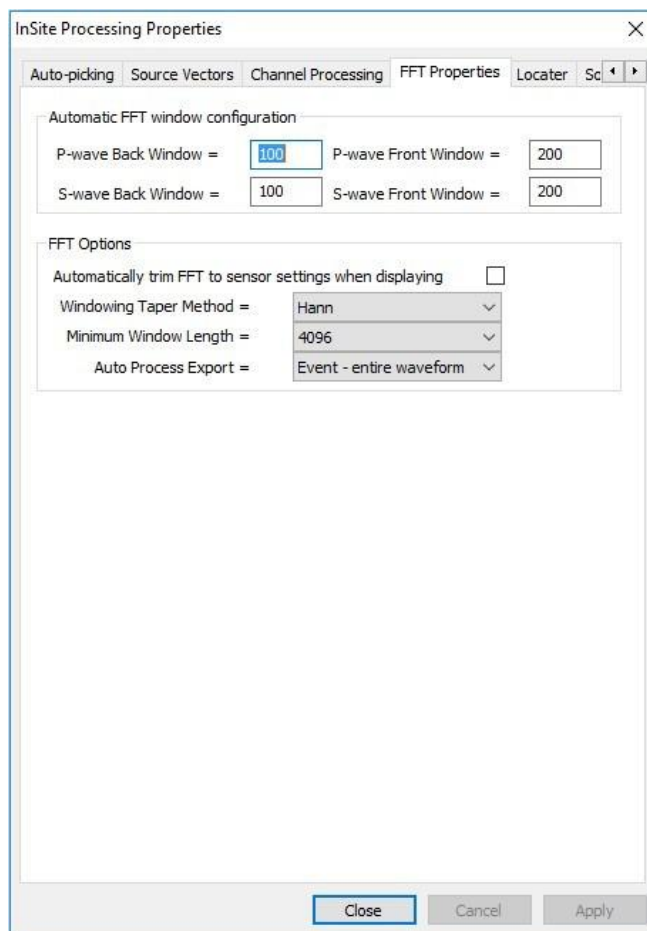 InSite Processing Properties
Auto-picking Source Vectors Channel Processing FFT Properties Locater Sc
Automatic FFT window configuration
P-wave Back Window = 100 P-wave Front Window = 200
S-wave Back Window = 100 S-wave Front Window = 200
FFT Options
Automatically trim FFT to sensor settings when displaying
Windowing Taper Method = Hann
Minimum Window Length = 4096
Auto Process Export = Event - entire waveform
Close Cancel Apply